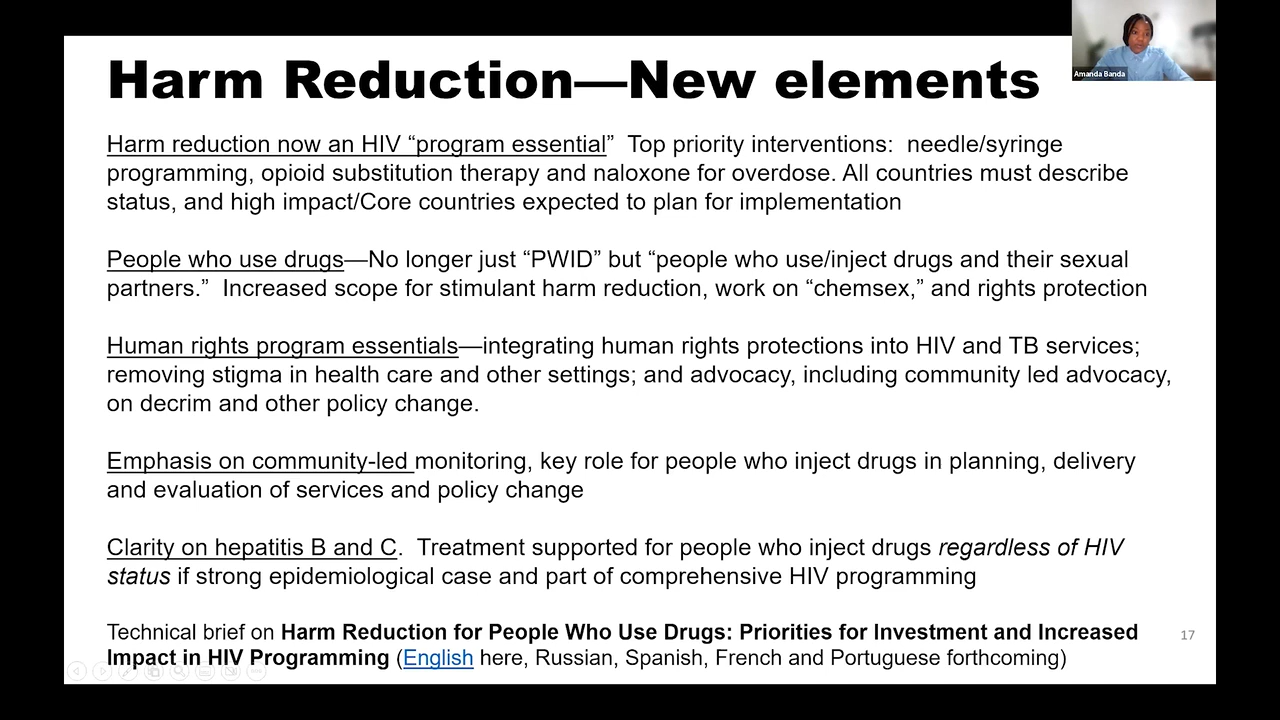 Harm Reduction—New elements
Amanda Banda
Harm reduction now an HIV “program essential”  Top priority interventions:  needle/syringe
programming, opioid substitution therapy and naloxone for overdose. All countries must describe
status, and high impact/Core countries expected to plan for implementation
People who use drugs—No longer just “PWID” but “people who use/inject drugs and their sexual
partners.”  Increased scope for stimulant harm reduction, work on “chemsex,” and rights protection
Human rights program essentials—integrating human rights protections into HIV and TB services;
removing stigma in health care and other settings; and advocacy, including community led advocacy,
on decrim and other policy change.
Emphasis on community-led monitoring, key role for people who inject drugs in planning, delivery
and evaluation of services and policy change
Clarity on hepatitis B and C.  Treatment supported for people who inject drugs regardless of HIV
status if strong epidemiological case and part of comprehensive HIV programming
Technical brief on Harm Reduction for People Who Use Drugs: Priorities for Investment and Increased
Impact in HIV Programming (English here, Russian, Spanish, French and Portuguese forthcoming)
17